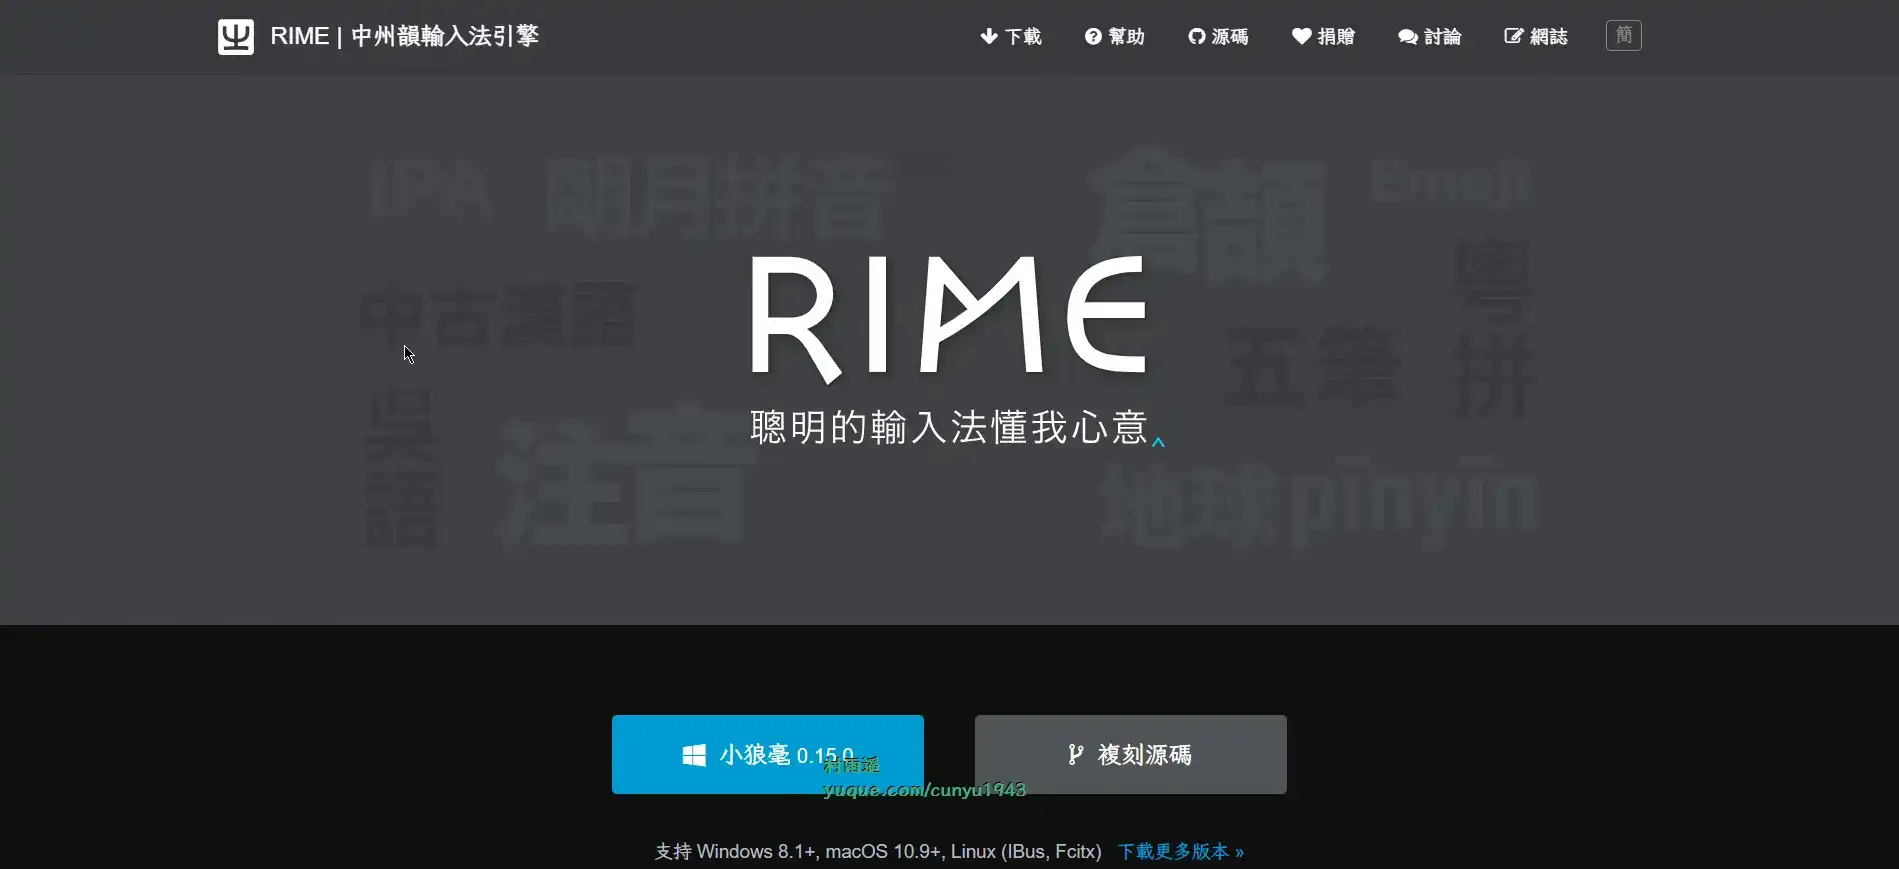 RIME | 中州韻輸入法引擎
下載 幫助 源碼 捐贈 討論 網誌 簡
IPA 朙月拼音 倉頡 Emoji
中古漢語
粵拼
RIME
五筆
聰明的輸入法懂我心意‸
吳語
注音
地球pīnyīn
小狼毫 0.15.0
複刻源碼
村雨遥
yuque.com/cunyu1943
支持 Windows 8.1+, macOS 10.9+, Linux (IBus, Fcitx) 下載更多版本 »